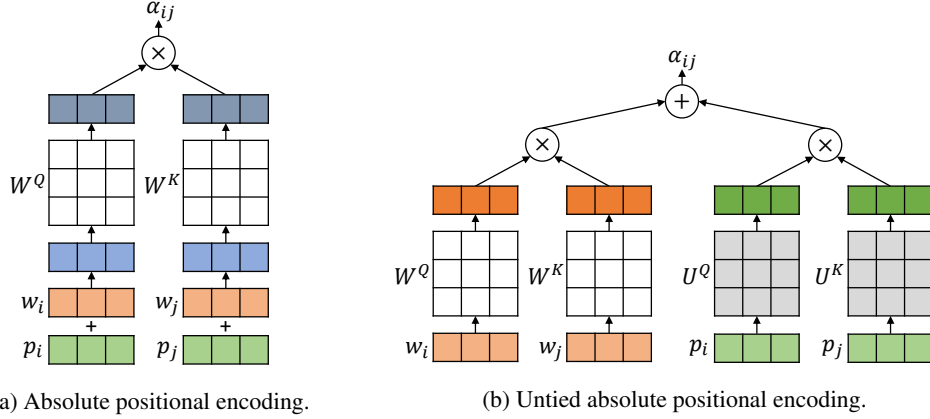 α_ij
×
W^Q W^K
w_i w_j
+ +
p_i p_j
a) Absolute positional encoding.
α_ij
+
× ×
W^Q W^K U^Q U^K
w_i w_j p_i p_j
(b) Untied absolute positional encoding.